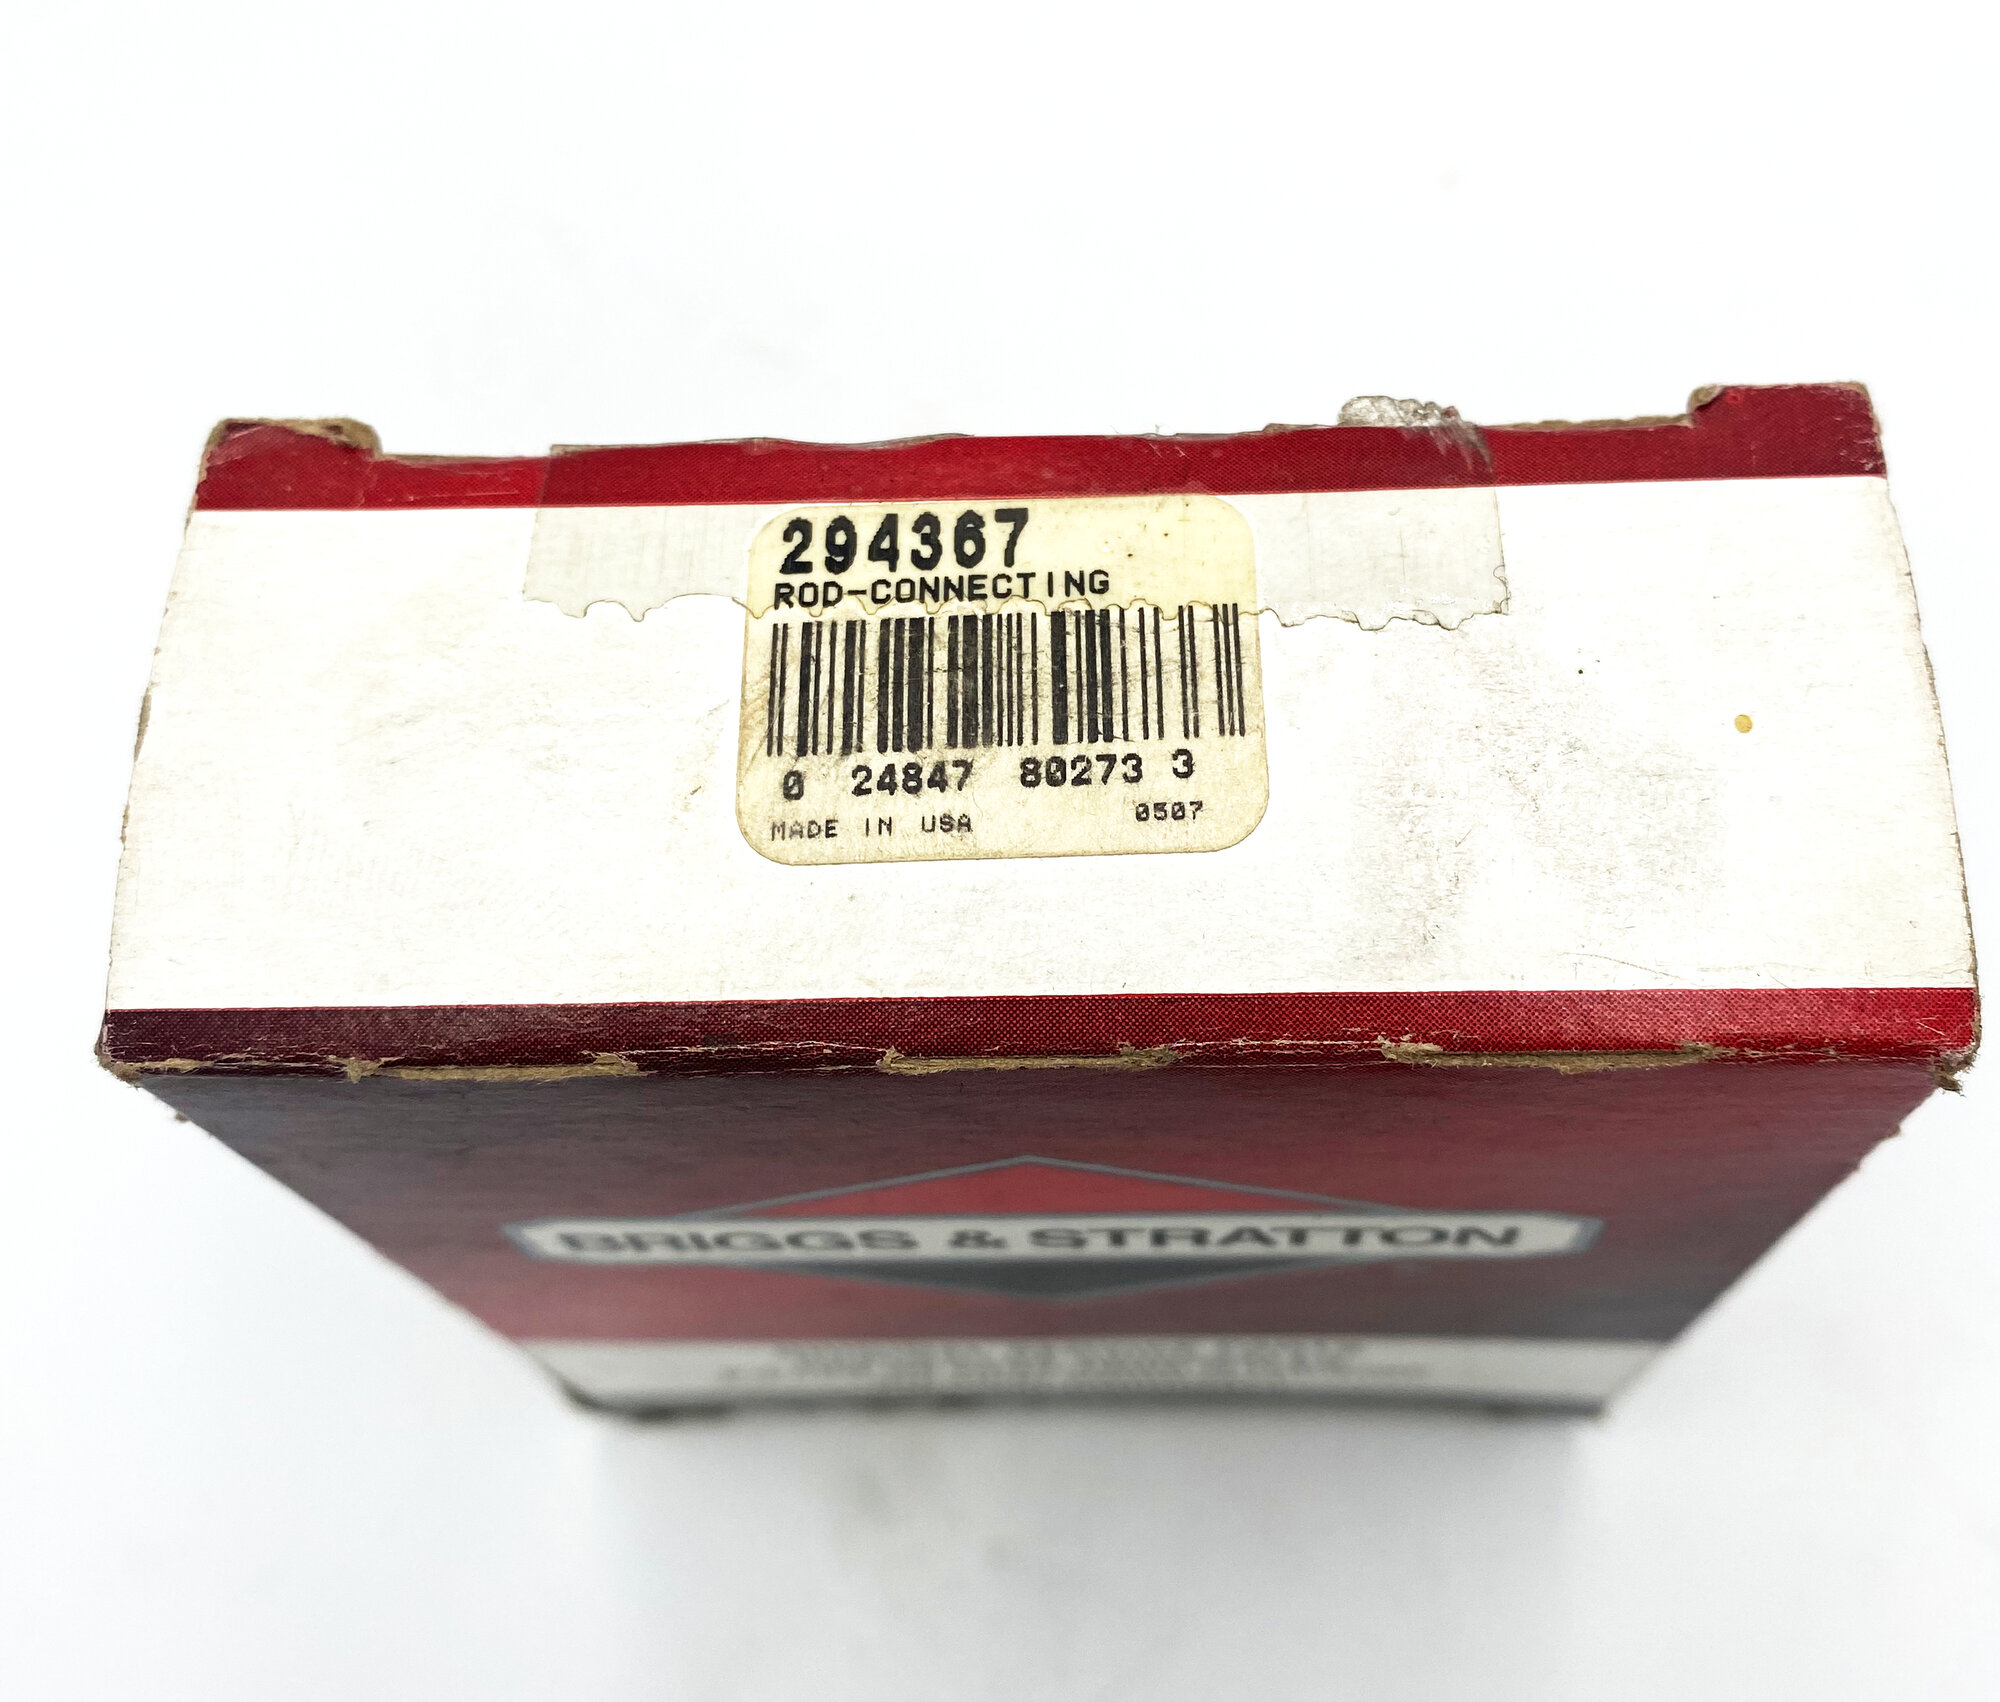 294367
ROD-CONNECTING
0 24847 80273 3
MADE IN USA 0507
BRIGGS & STRATTON